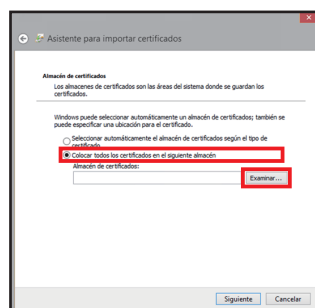 Asistente para importar certificados
Almacén de certificados
Los almacenes de certificados son las áreas del sistema donde se guardan los
certificados.
Windows puede seleccionar automáticamente un almacén de certificados; también se
puede especificar una ubicación para el certificado.
Seleccionar automáticamente el almacén de certificados según el tipo de
certificado
Colocar todos los certificados en el siguiente almacén
Almacén de certificados:
Examinar...
Siguiente Cancelar